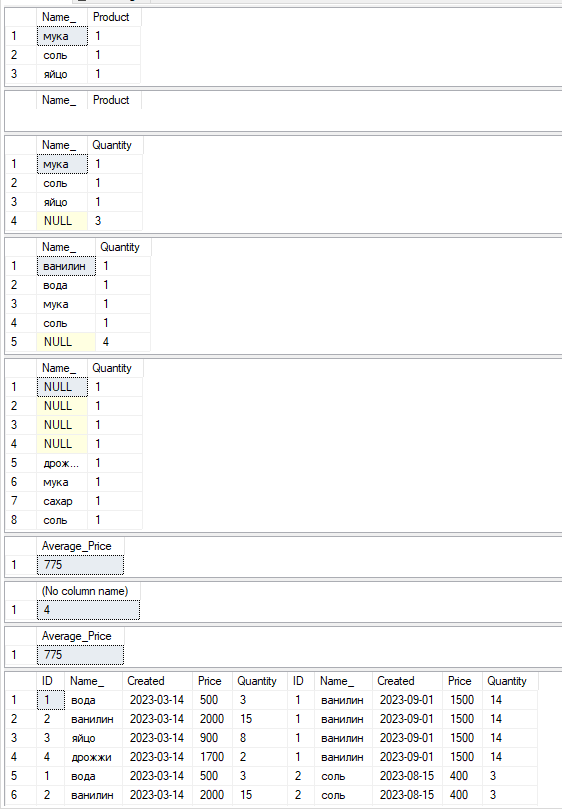 Name_ Product
1 мука 1
2 соль 1
3 яйцо 1
Name_ Product
Name_ Quantity
1 мука 1
2 соль 1
3 яйцо 1
4 NULL 3
Name_ Quantity
1 ванилин 1
2 вода 1
3 мука 1
4 соль 1
5 NULL 4
Name_ Quantity
1 NULL 1
2 NULL 1
3 NULL 1
4 NULL 1
5 дрож... 1
6 мука 1
7 сахар 1
8 соль 1
Average_Price
1 775
(No column name)
1 4
Average_Price
1 775
ID Name_ Created Price Quantity ID Name_ Created Price Quantity
1 1 вода 2023-03-14 500 3 1 ванилин 2023-09-01 1500 14
2 2 ванилин 2023-03-14 2000 15 1 ванилин 2023-09-01 1500 14
3 3 яйцо 2023-03-14 900 8 1 ванилин 2023-09-01 1500 14
4 4 дрожжи 2023-03-14 1700 2 1 ванилин 2023-09-01 1500 14
5 1 вода 2023-03-14 500 3 2 соль 2023-08-15 400 3
6 2 ванилин 2023-03-14 2000 15 2 соль 2023-08-15 400 3